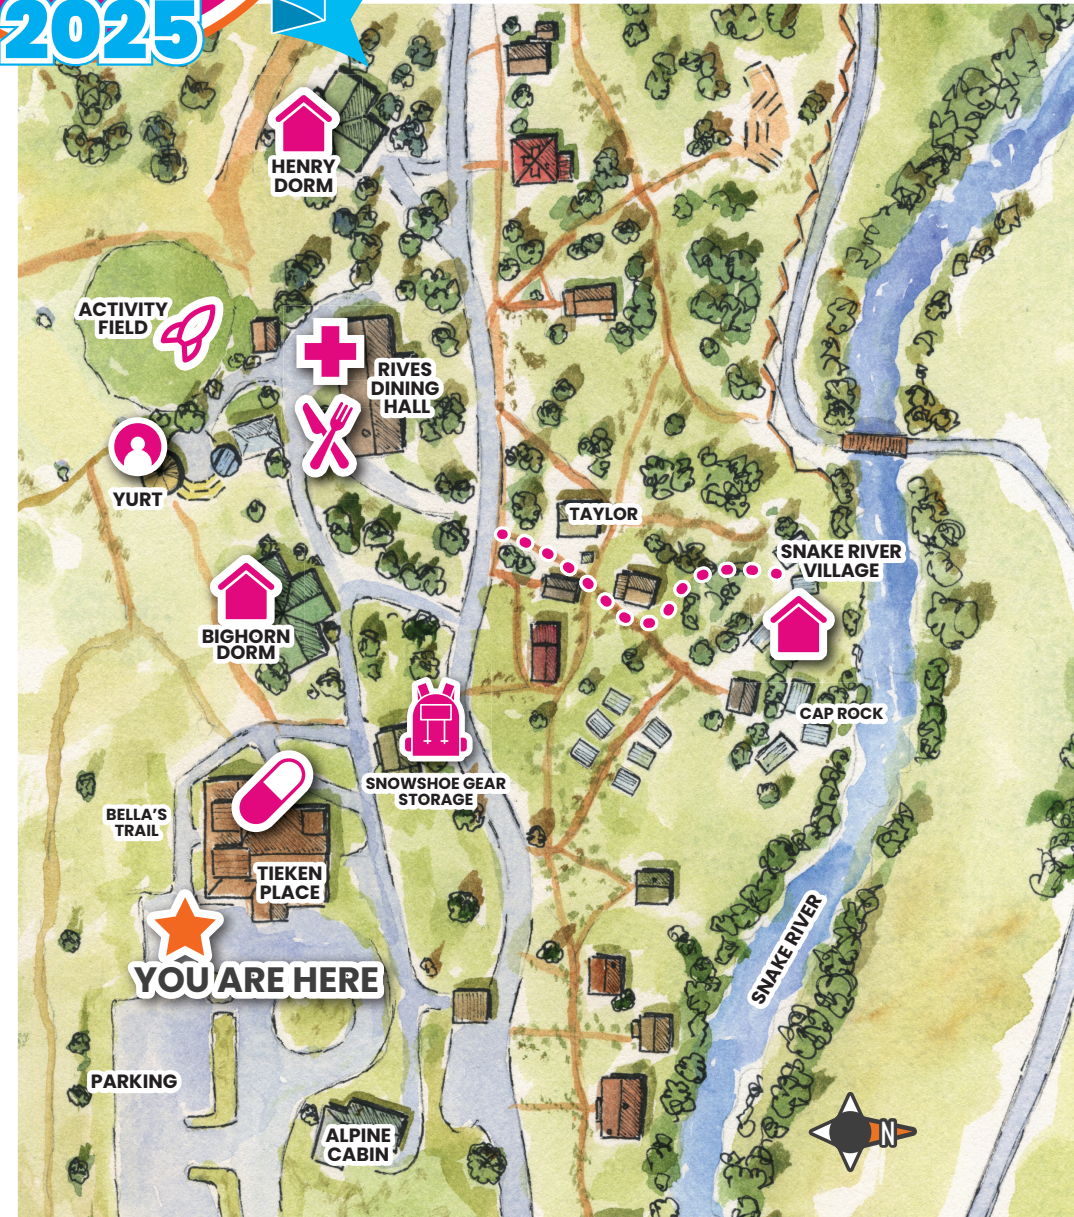 2025
HENRY
DORM
ACTIVITY
FIELD
RIVES
DINING
HALL
YURT
TAYLOR
SNAKE RIVER
VILLAGE
BIGHORN
DORM
CAP ROCK
SNOWSHOE GEAR
STORAGE
BELLA'S
TRAIL
TIEKEN
PLACE
YOU ARE HERE
SNAKE RIVER
PARKING
ALPINE
CABIN
N